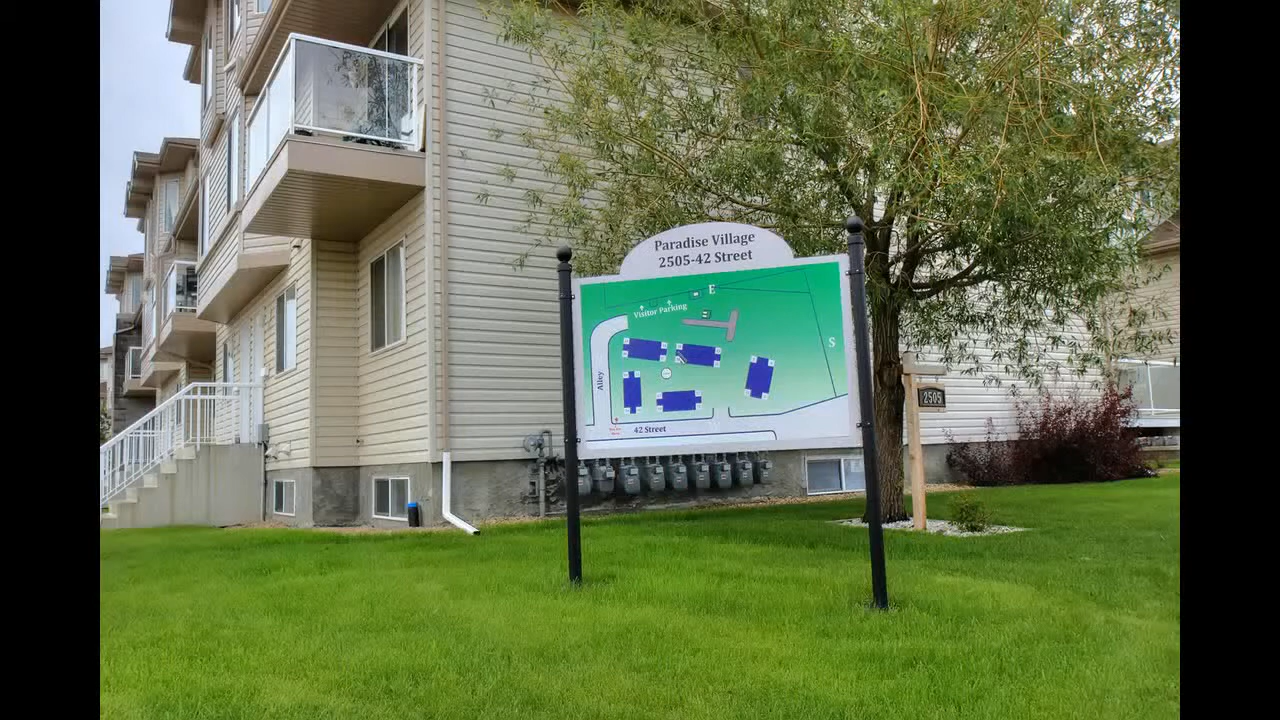 Paradise Village
2505-42 Street
E
Visitor Parking
S
Alley
42 Street
2505